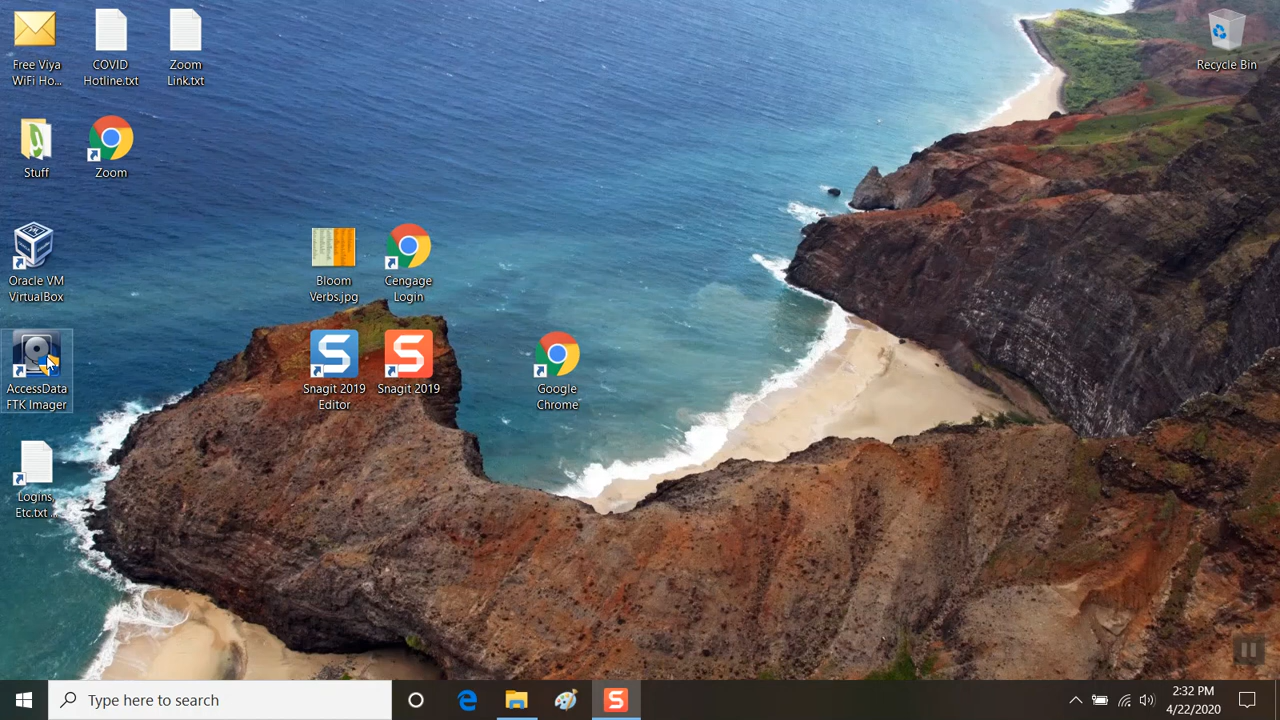 Free Viya
WiFi Ho...
COVID
Hotline.txt
Zoom
Link.txt
Recycle Bin
Stuff
Zoom
Oracle VM
VirtualBox
Bloom
Verbs.jpg
Cengage
Login
AccessData
FTK Imager
Snagit 2019
Editor
Snagit 2019
Google
Chrome
Logins,
Etc.txt ...
Type here to search
2:32 PM
4/22/2020